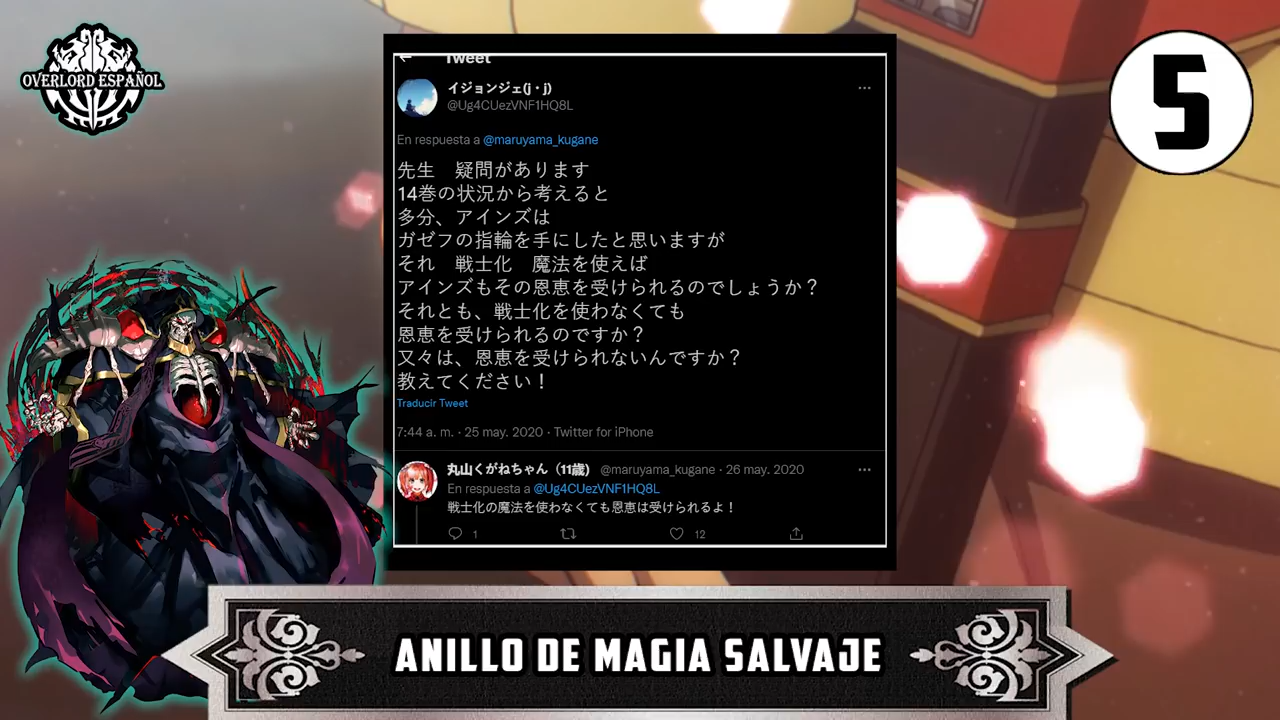 OVERLORD ESPAÑOL
5
Tweet
イジョンジェ(j・j)
@Ug4CUezVNF1HQ8L
En respuesta a @maruyama_kugane
先生　疑問があります
14巻の状況から考えると
多分、アインズは
ガゼフの指輪を手にしたと思いますが
それ　戦士化　魔法を使えば
アインズもその恩恵を受けられるのでしょうか？
それとも、戦士化を使わなくても
恩恵を受けられるのですか？
又々は、恩恵を受けられないんですか？
教えてください！
Traducir Tweet
7:44 a. m. · 25 may. 2020 · Twitter for iPhone
丸山くがねちゃん（11歳） @maruyama_kugane · 26 may. 2020
En respuesta a @Ug4CUezVNF1HQ8L
戦士化の魔法を使わなくても恩恵は受けられるよ！
1 12
ANILLO DE MAGIA SALVAJE